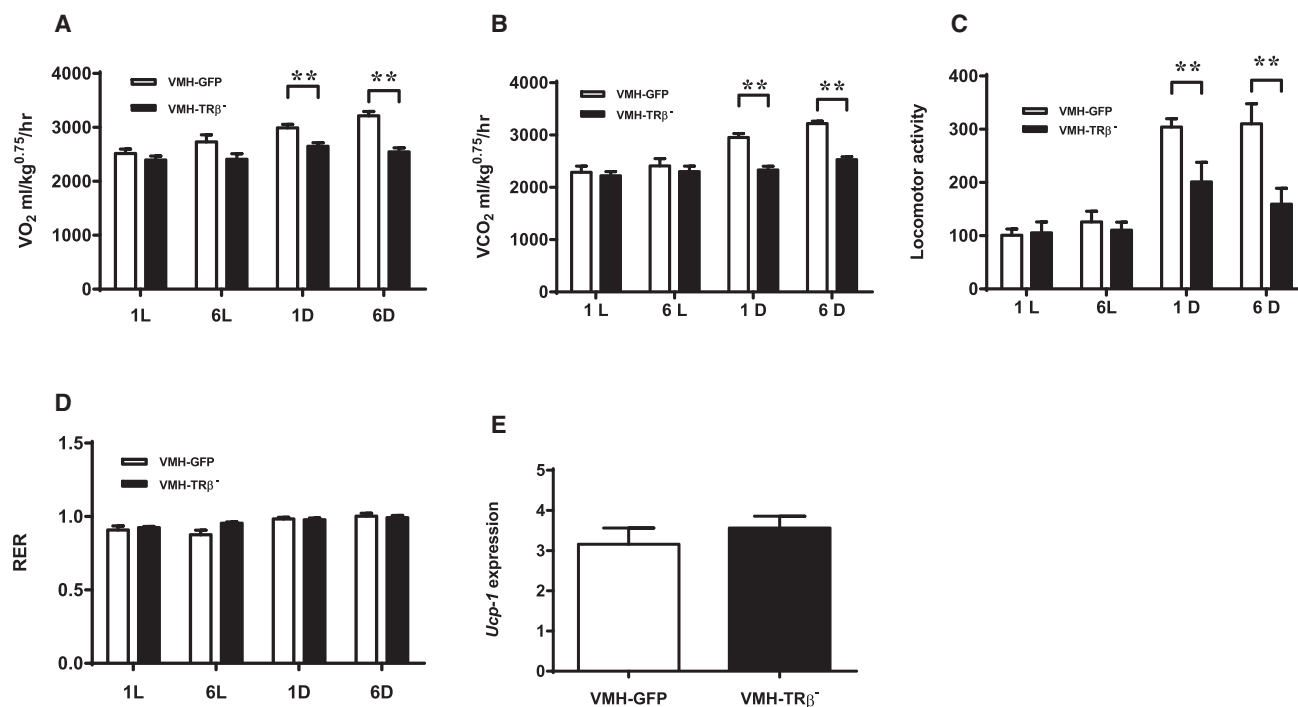 A
VO2 ml/kg0.75/hr
4000
3000
2000
1000
0
VMH-GFP
VMH-TRβ-
**
**
1L 6L 1D 6D
B
VCO2 ml/kg0.75/hr
4000
3000
2000
1000
0
VMH-GFP
VMH-TRβ-
**
**
1 L 6 L 1 D 6 D
C
Locomotor activity
400
300
200
100
0
VMH-GFP
VMH-TRβ-
**
**
1 L 6L 1 D 6 D
D
RER
1.5
1.0
0.5
0.0
VMH-GFP
VMH-TRβ-
1L 6L 1D 6D
E
Ucp-1 expression
5
4
3
2
1
0
VMH-GFP VMH-TRβ-